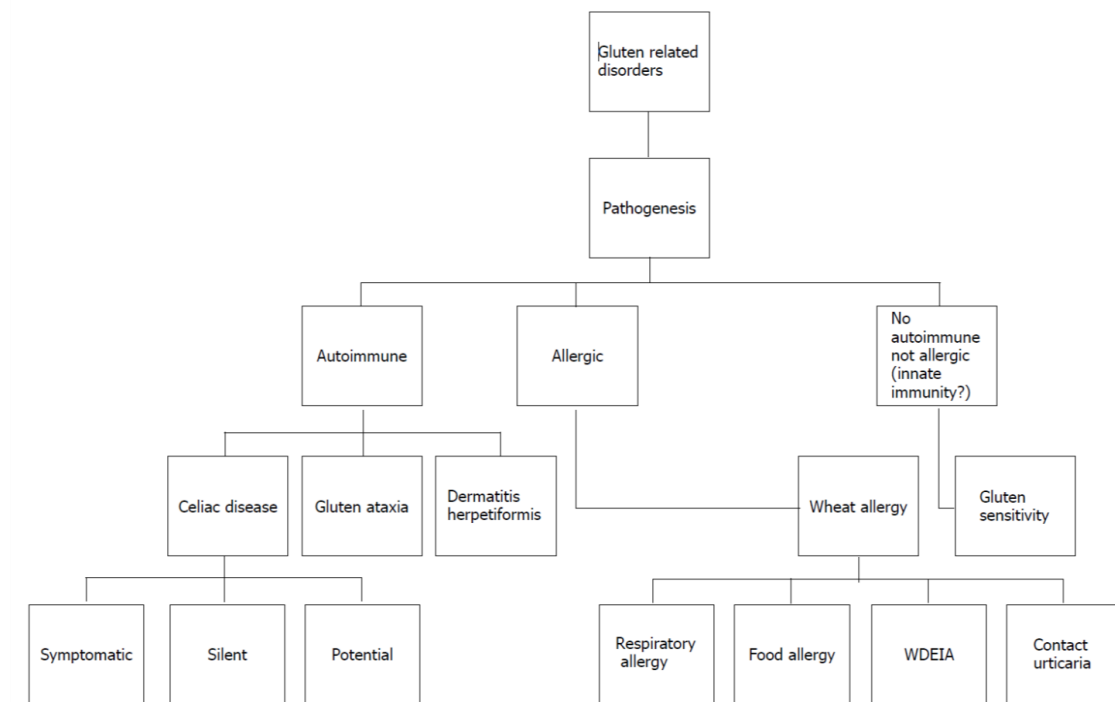 Gluten related
disorders
Pathogenesis
Autoimmune
Allergic
No
autoimmune
not allergic
(innate
immunity?)
Celiac disease
Gluten ataxia
Dermatitis
herpetiformis
Wheat allergy
Gluten
sensitivity
Symptomatic
Silent
Potential
Respiratory
allergy
Food allergy
WDEIA
Contact
urticaria